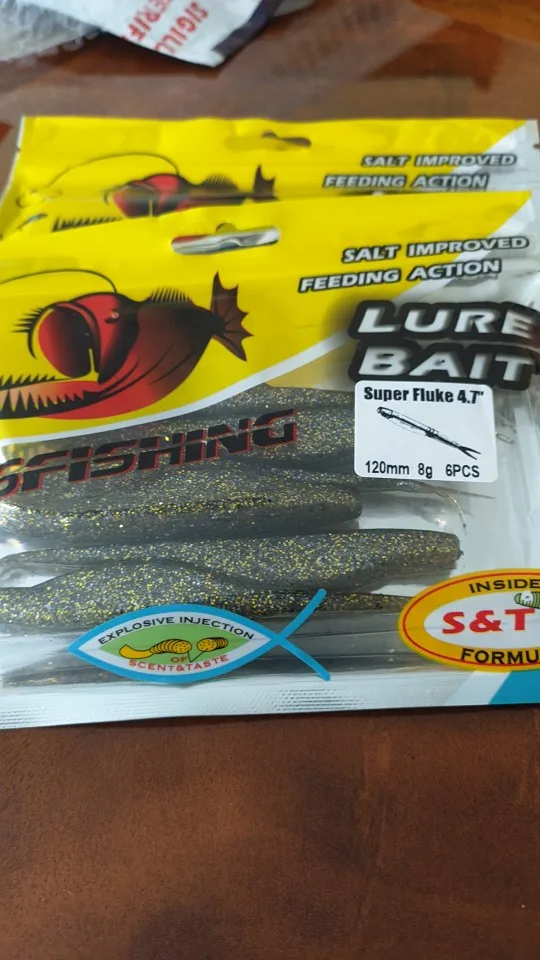 SALT IMPROVED
FEEDING ACTION
SALT IMPROVED
FEEDING ACTION
LURE
BAIT
Super Fluke 4.7"
120mm 8g 6PCS
SFISHING
INSIDE
S&T
FORMU
EXPLOSIVE INJECTION
OF
SCENT&TASTE